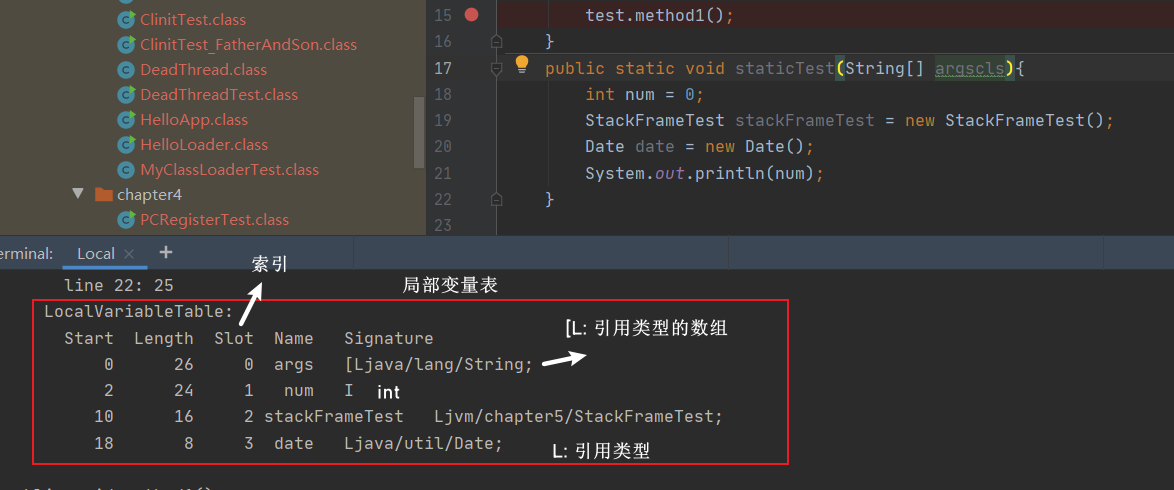 ClinitTest.class
ClinitTest_FatherAndSon.class
DeadThread.class
DeadThreadTest.class
HelloApp.class
HelloLoader.class
MyClassLoaderTest.class
chapter4
PCRegisterTest.class
15 test.method1();
16 }
17 public static void staticTest(String[] argscls){
18 int num = 0;
19 StackFrameTest stackFrameTest = new StackFrameTest();
20 Date date = new Date();
21 System.out.println(num);
22 }
23
erminal: Local × +
索引
line 22: 25
局部变量表
LocalVariableTable:
[L: 引用类型的数组
Start Length Slot Name Signature
0 26 0 args [Ljava/lang/String;
2 24 1 num I int
10 16 2 stackFrameTest Ljvm/chapter5/StackFrameTest;
18 8 3 date Ljava/util/Date;
L: 引用类型